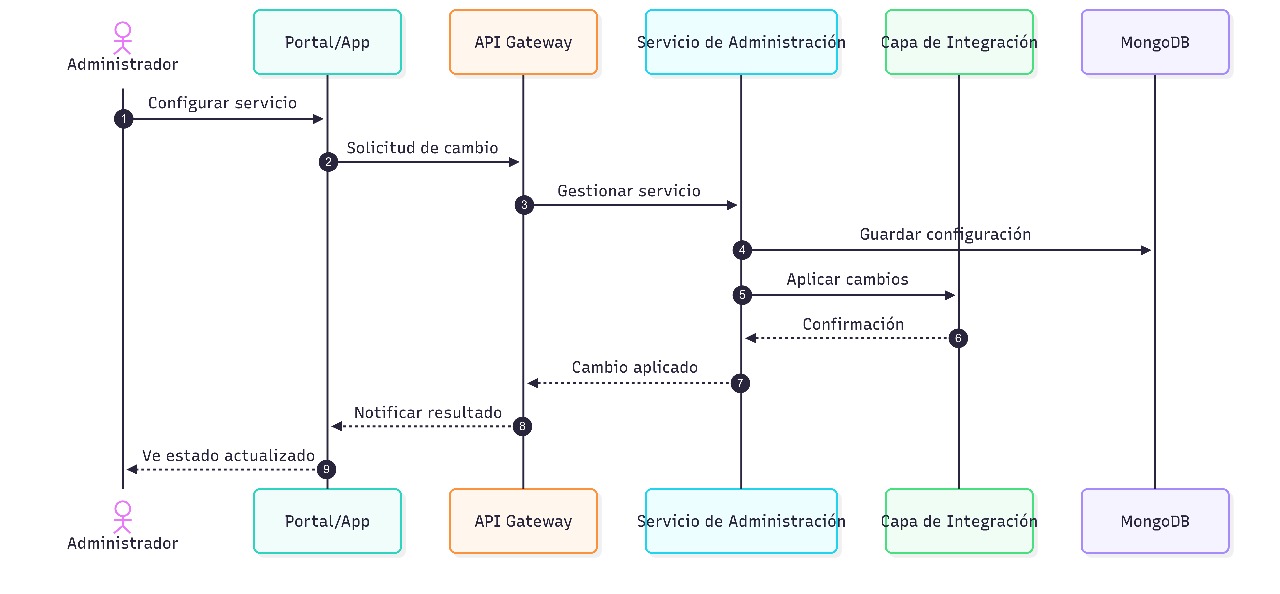 Administrador
Portal/App
API Gateway
Servicio de Administración
Capa de Integración
MongoDB
1 Configurar servicio
2 Solicitud de cambio
3 Gestionar servicio
4 Guardar configuración
5 Aplicar cambios
Confirmación 6
Cambio aplicado 7
Notificar resultado 8
Ve estado actualizado 9
Administrador
Portal/App
API Gateway
Servicio de Administración
Capa de Integración
MongoDB